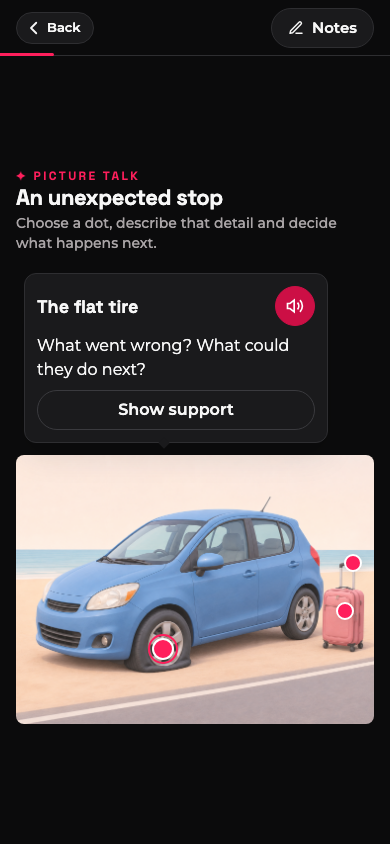 Back
Notes
PICTURE TALK
An unexpected stop
Choose a dot, describe that detail and decide
what happens next.
The flat tire
What went wrong? What could
they do next?
Show support